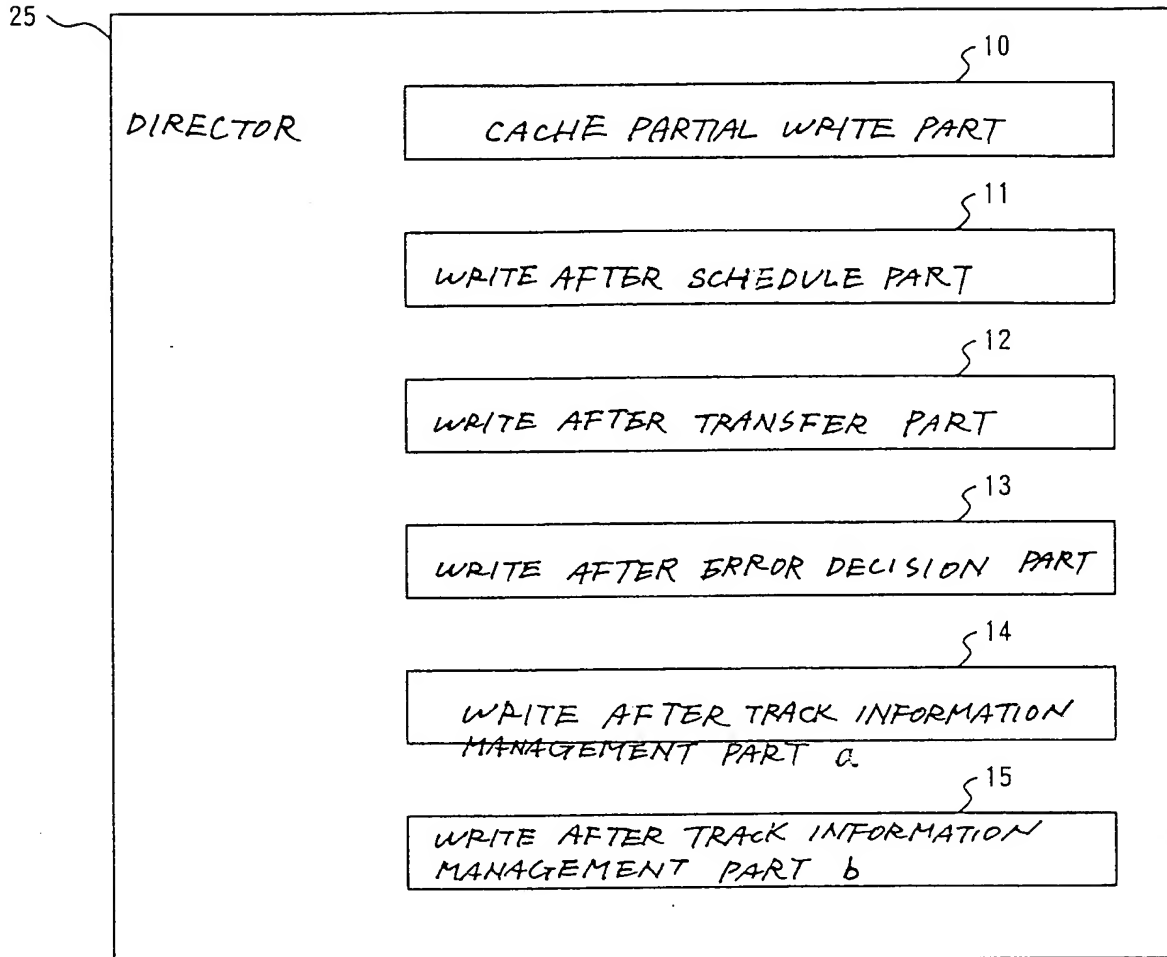 25
10
DIRECTOR
CACHE PARTIAL WRITE PART
11
WRITE AFTER SCHEDULE PART
12
WRITE AFTER TRANSFER PART
13
WRITE AFTER ERROR DECISION PART
14
WRITE AFTER TRACK INFORMATION
MANAGEMENT PART a
15
WRITE AFTER TRACK INFORMATION
MANAGEMENT PART b